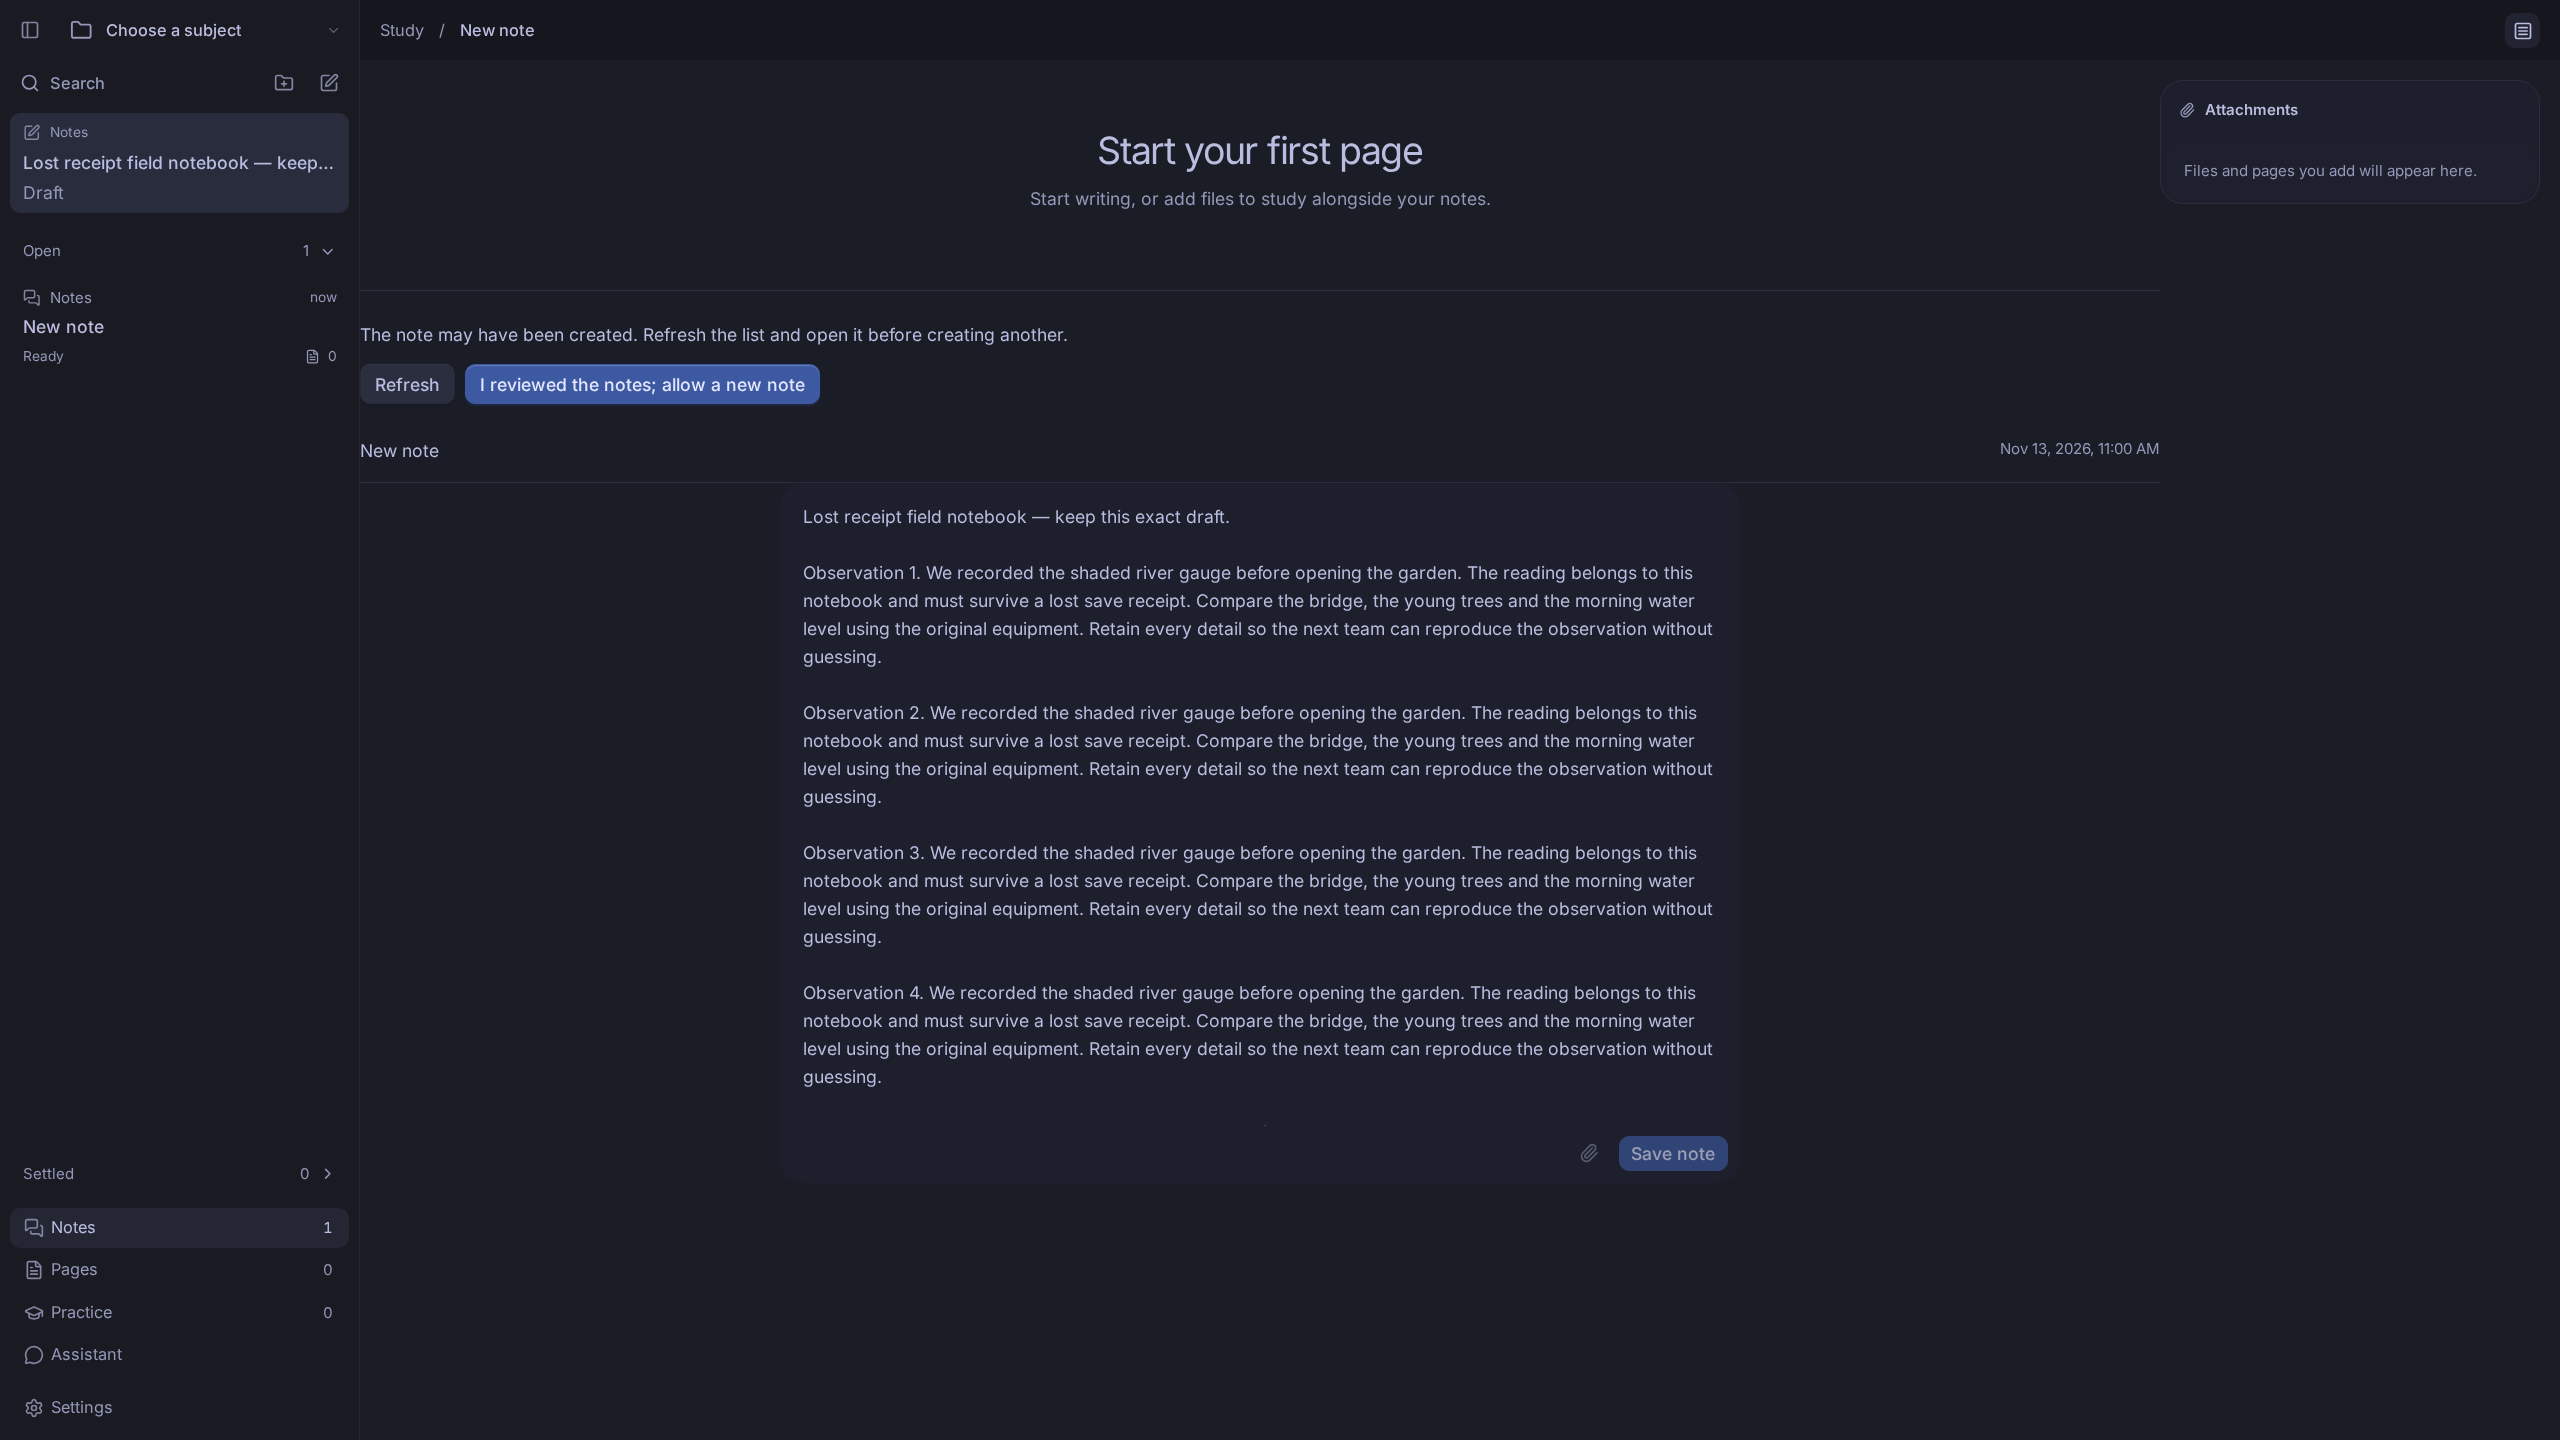 Choose a subject
Search
Notes
Lost receipt field notebook — keep...
Draft
Open 1
Notes now
New note
Ready 0
Settled 0
Notes 1
Pages 0
Practice 0
Assistant
Settings
Study / New note
Start your first page
Start writing, or add files to study alongside your notes.
The note may have been created. Refresh the list and open it before creating another.
Refresh I reviewed the notes; allow a new note
New note Nov 13, 2026, 11:00 AM
Lost receipt field notebook — keep this exact draft.
Observation 1. We recorded the shaded river gauge before opening the garden. The reading belongs to this
notebook and must survive a lost save receipt. Compare the bridge, the young trees and the morning water
level using the original equipment. Retain every detail so the next team can reproduce the observation without
guessing.
Observation 2. We recorded the shaded river gauge before opening the garden. The reading belongs to this
notebook and must survive a lost save receipt. Compare the bridge, the young trees and the morning water
level using the original equipment. Retain every detail so the next team can reproduce the observation without
guessing.
Observation 3. We recorded the shaded river gauge before opening the garden. The reading belongs to this
notebook and must survive a lost save receipt. Compare the bridge, the young trees and the morning water
level using the original equipment. Retain every detail so the next team can reproduce the observation without
guessing.
Observation 4. We recorded the shaded river gauge before opening the garden. The reading belongs to this
notebook and must survive a lost save receipt. Compare the bridge, the young trees and the morning water
level using the original equipment. Retain every detail so the next team can reproduce the observation without
guessing.
Save note
Attachments
Files and pages you add will appear here.